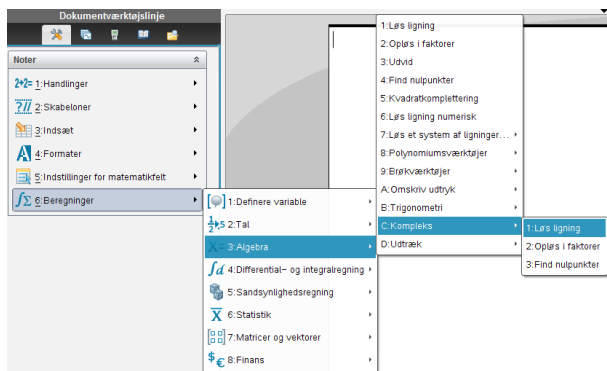 Dokumentværktøjslinje
Noter
2+2= 1:Handlinger
?// 2:Skabeloner
3:Indsæt
4:Formater
5:Indstillinger for matematikfelt
∫Σ 6:Beregninger
1:Definere variable
2:Tal
X= 3:Algebra
∫d 4:Differential- og integralregning
5:Sandsynlighedsregning
X̅ 6:Statistik
7:Matricer og vektorer
$€ 8:Finans
1:Løs ligning
2:Opløs i faktorer
3:Udvid
4:Find nulpunkter
5:Kvadratkomplettering
6:Løs ligning numerisk
7:Løs et system af ligninger...
8:Polynomiumsværktøjer
9:Brøkværktøjer
A:Omskriv udtryk
B:Trigonometri
C:Kompleks
D:Udtræk
1:Løs ligning
2:Opløs i faktorer
3:Find nulpunkter